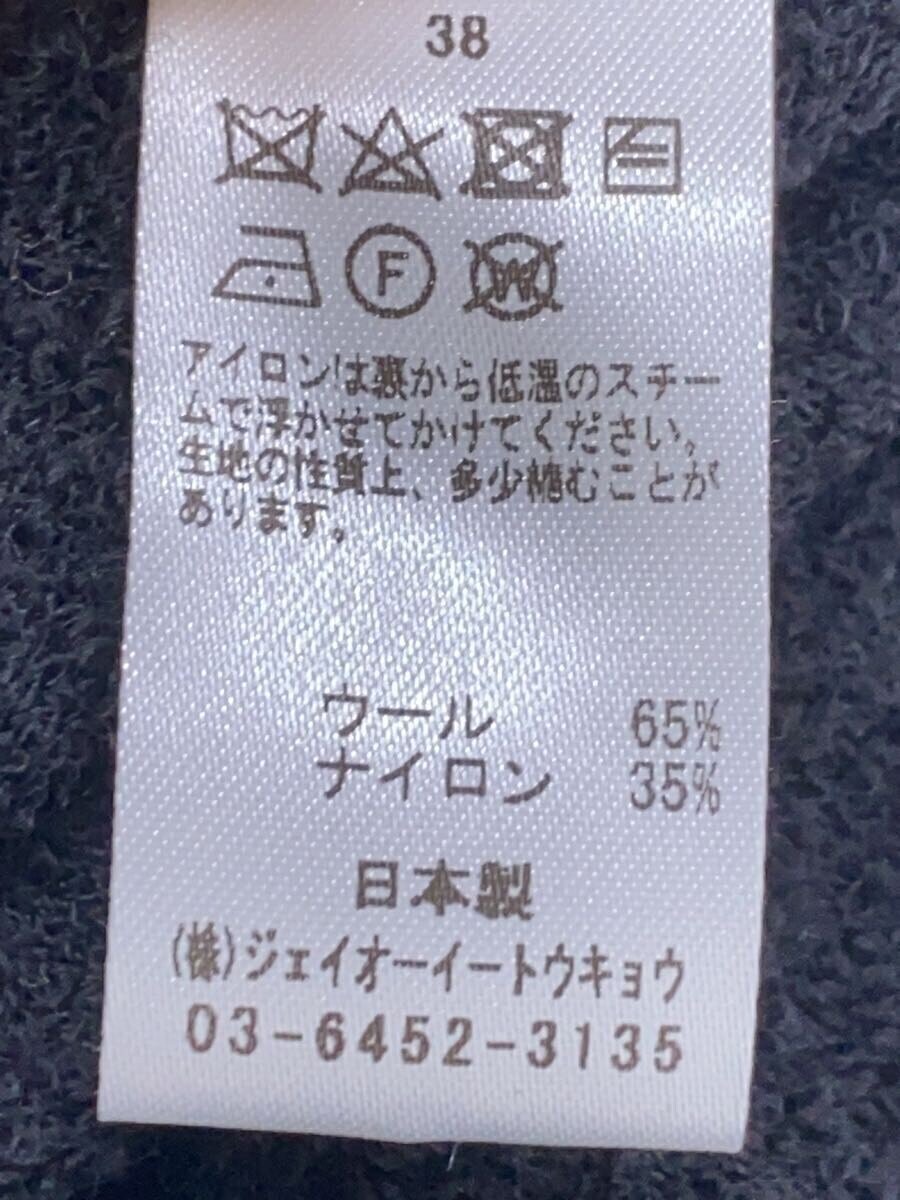 38
F
W
アイロンは裏から低温のスチー
ムで浮かせてかけてください。
生地の性質上、多少縮むことが
あります。
ウール 65%
ナイロン 35%
日本製
(株)ジェイオーイートウキョウ
03-6452-3135